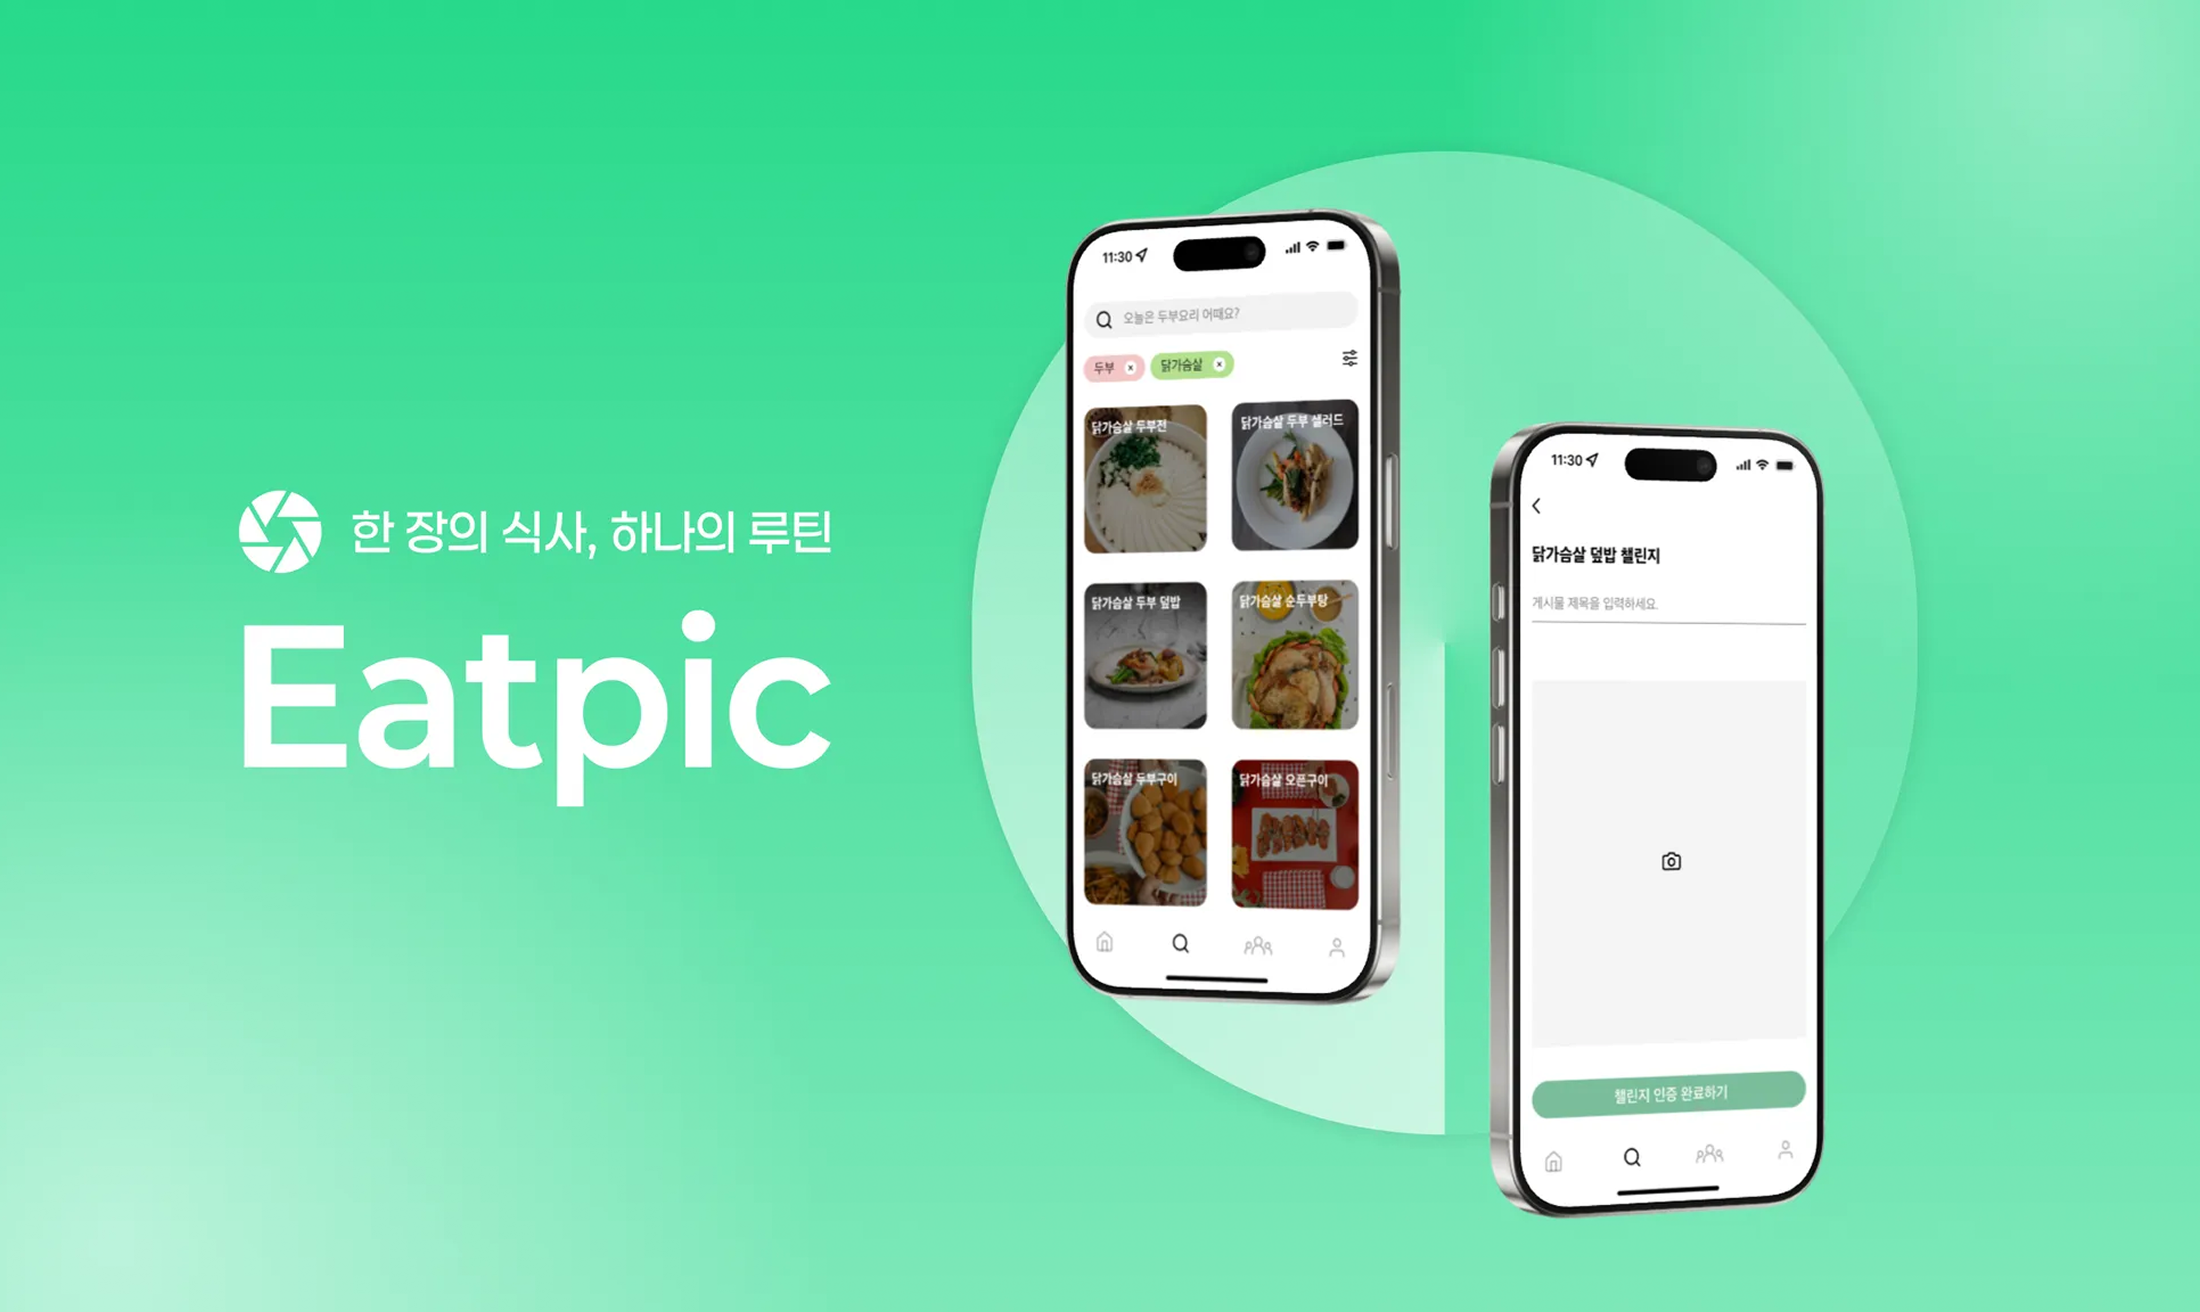 한 장의 식사, 하나의 루틴
Eatpic
11:30
오늘은 두부요리 어때요?
두부
닭가슴살
닭가슴살 두부전
닭가슴살 두부 샐러드
닭가슴살 두부 덮밥
닭가슴살 순두부탕
닭가슴살 두부구이
닭가슴살 오픈구이
11:30
닭가슴살 덮밥 챌린지
게시물 제목을 입력하세요.
챌린지 인증 완료하기